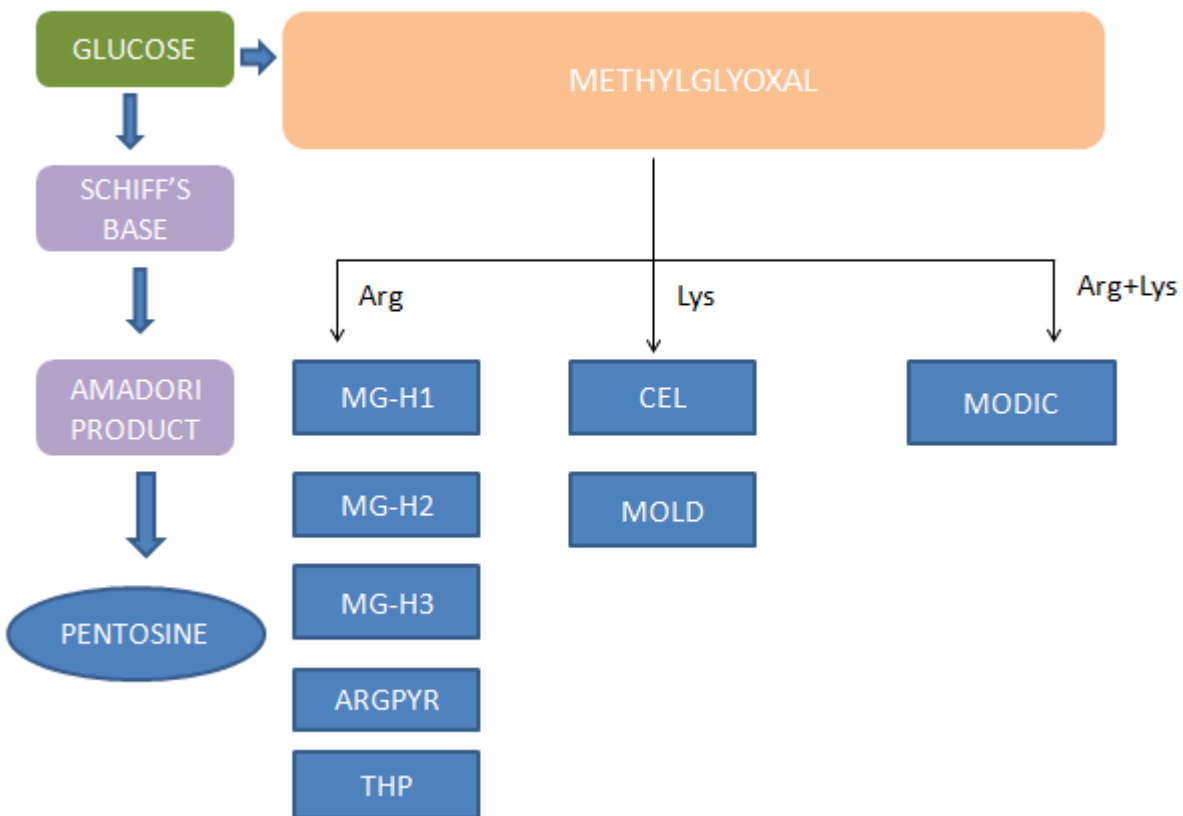 GLUCOSE
METHYLGLYOXAL
SCHIFF'S
BASE
Arg
Lys
Arg+Lys
AMADORI
PRODUCT
MG-H1
CEL
MODIC
MG-H2
MOLD
MG-H3
PENTOSINE
ARGPYR
THP